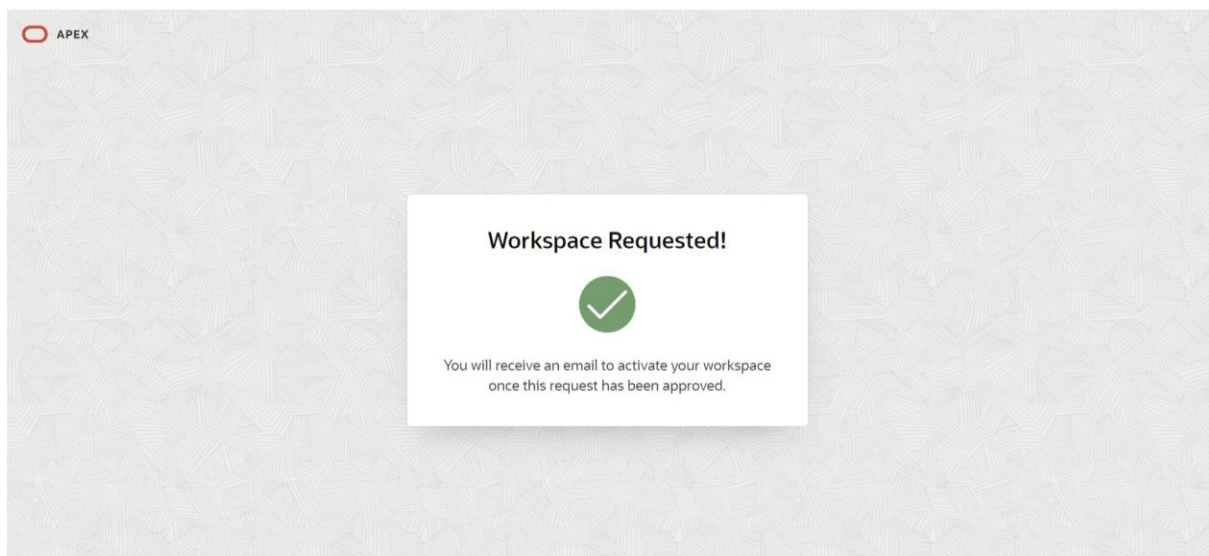 APEX
Workspace Requested!
You will receive an email to activate your workspace
once this request has been approved.